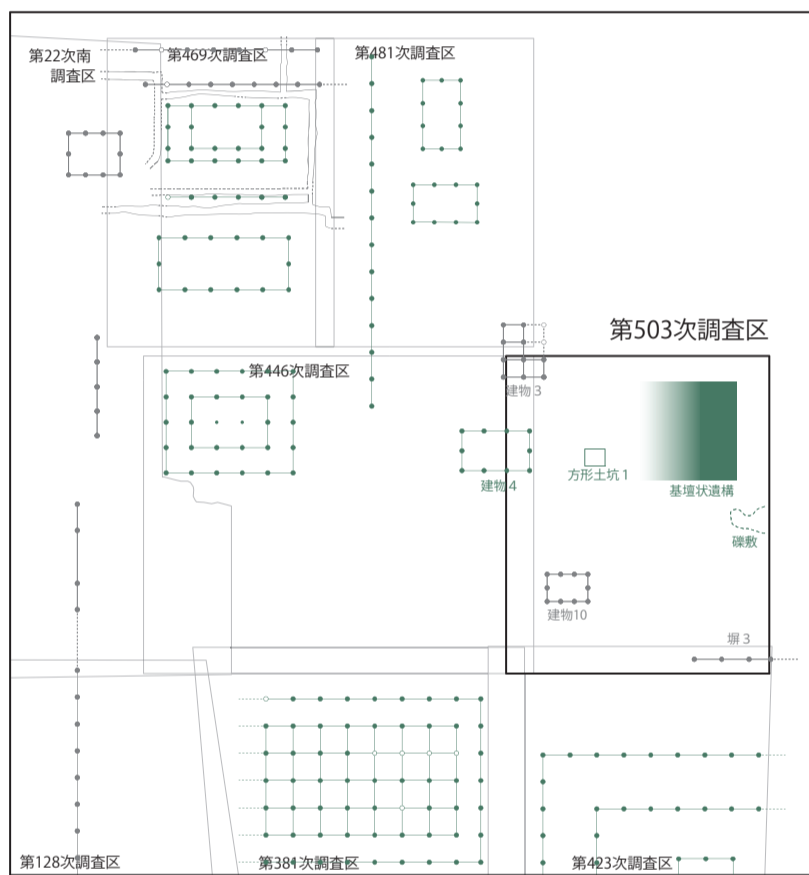 第22次南
調査区
第469次調査区
第481次調査区
第503次調査区
第446次調査区
建物3
建物4
方形土坑1
基壇状遺構
礫敷
建物10
塀3
第128次調査区
第381次調査区
第423次調査区